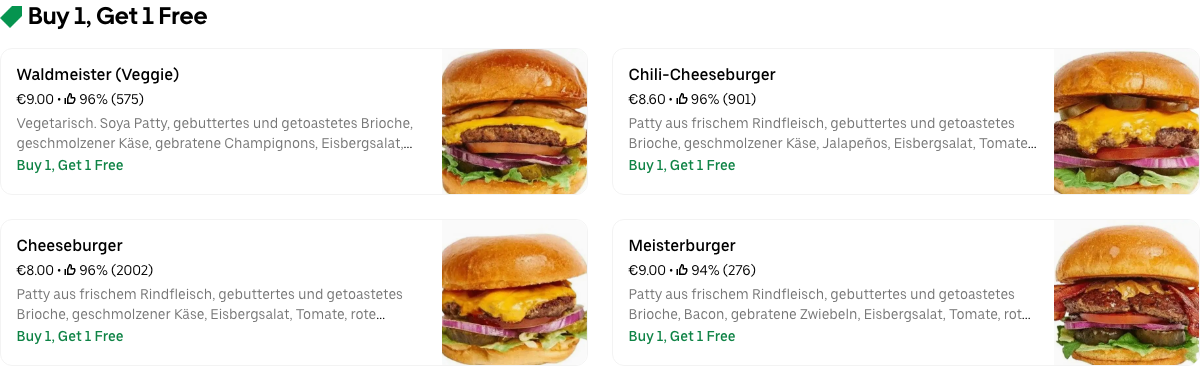 Buy 1, Get 1 Free
Waldmeister (Veggie)
€9.00 • 96% (575)
Vegetarisch. Soya Patty, gebuttertes und getoastetes Brioche,
geschmolzener Käse, gebratene Champignons, Eisbergsalat,...
Buy 1, Get 1 Free
Chili-Cheeseburger
€8.60 • 96% (901)
Patty aus frischem Rindfleisch, gebuttertes und getoastetes
Brioche, geschmolzener Käse, Jalapeños, Eisbergsalat, Tomate...
Buy 1, Get 1 Free
Cheeseburger
€8.00 • 96% (2002)
Patty aus frischem Rindfleisch, gebuttertes und getoastetes
Brioche, geschmolzener Käse, Eisbergsalat, Tomate, rote...
Buy 1, Get 1 Free
Meisterburger
€9.00 • 94% (276)
Patty aus frischem Rindfleisch, gebuttertes und getoastetes
Brioche, Bacon, gebratene Zwiebeln, Eisbergsalat, Tomate, rot...
Buy 1, Get 1 Free